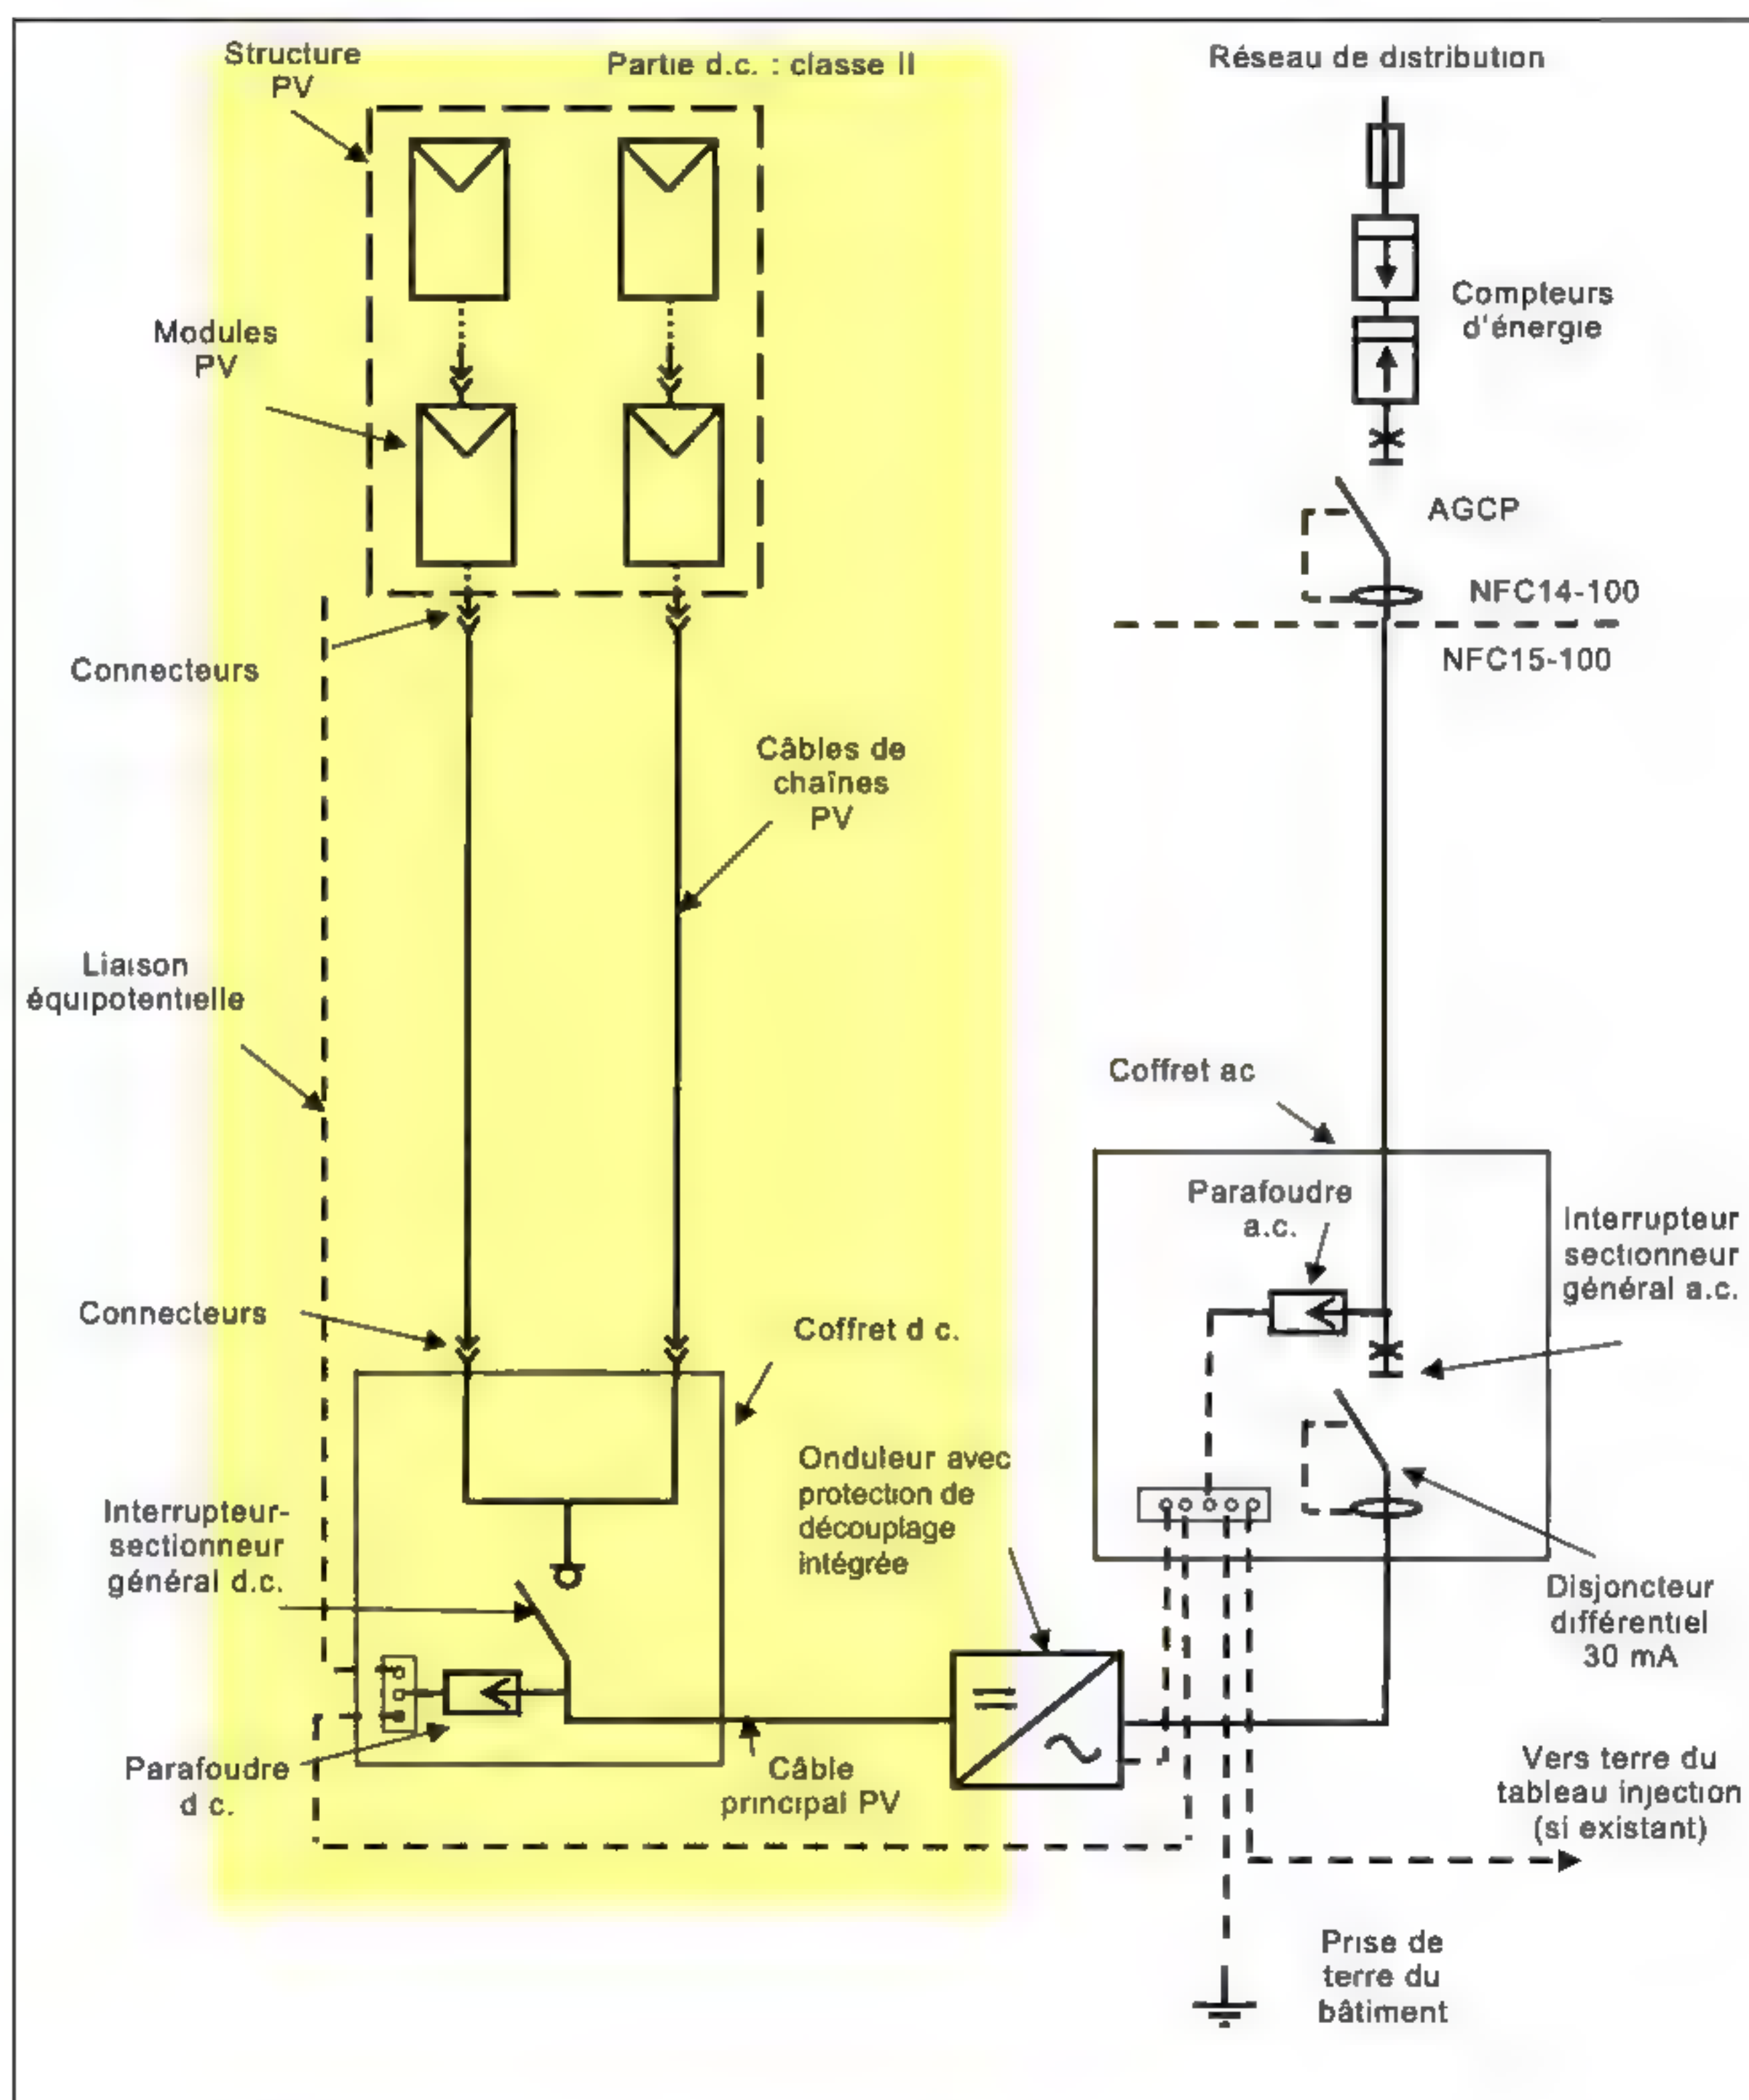 Structure
PV
Partie d.c. : classe II
Réseau de distribution
Compteurs
d'énergie
Modules
PV
AGCP
NFC14-100
NFC15-100
Connecteurs
Câbles de
chaînes
PV
Liaison
équipotentielle
Coffret ac
Parafoudre
a.c.
Interrupteur
sectionneur
général a.c.
Connecteurs
Coffret d c.
Onduleur avec
protection de
découplage
intégrée
Interrupteur-
sectionneur
général d.c.
Disjoncteur
différentiel
30 mA
Parafoudre
d c.
Câble
principal PV
Vers terre du
tableau injection
(si existant)
Prise de
terre du
bâtiment